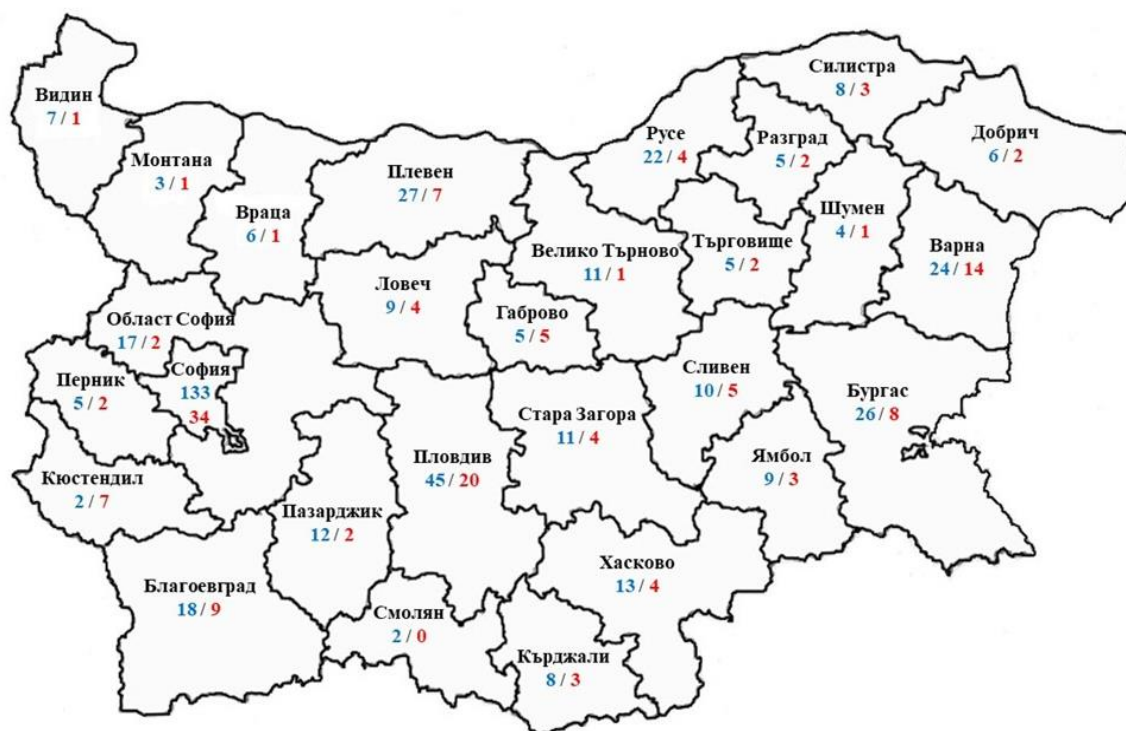 Силистра
8 / 3
Видин
7 / 1
Русе
22 / 4
Разград
5 / 2
Добрич
6 / 2
Монтана
3 / 1
Плевен
27 / 7
Враца
6 / 1
Шумен
4 / 1
Велико Търново
11 / 1
Търговище
5 / 2
Варна
24 / 14
Ловеч
9 / 4
Габрово
5 / 5
Област София
17 / 2
Перник
5 / 2
София
133
34
Сливен
10 / 5
Бургас
26 / 8
Стара Загора
11 / 4
Кюстендил
2 / 7
Пловдив
45 / 20
Ямбол
9 / 3
Пазарджик
12 / 2
Хасково
13 / 4
Благоевград
18 / 9
Смолян
2 / 0
Кърджали
8 / 3